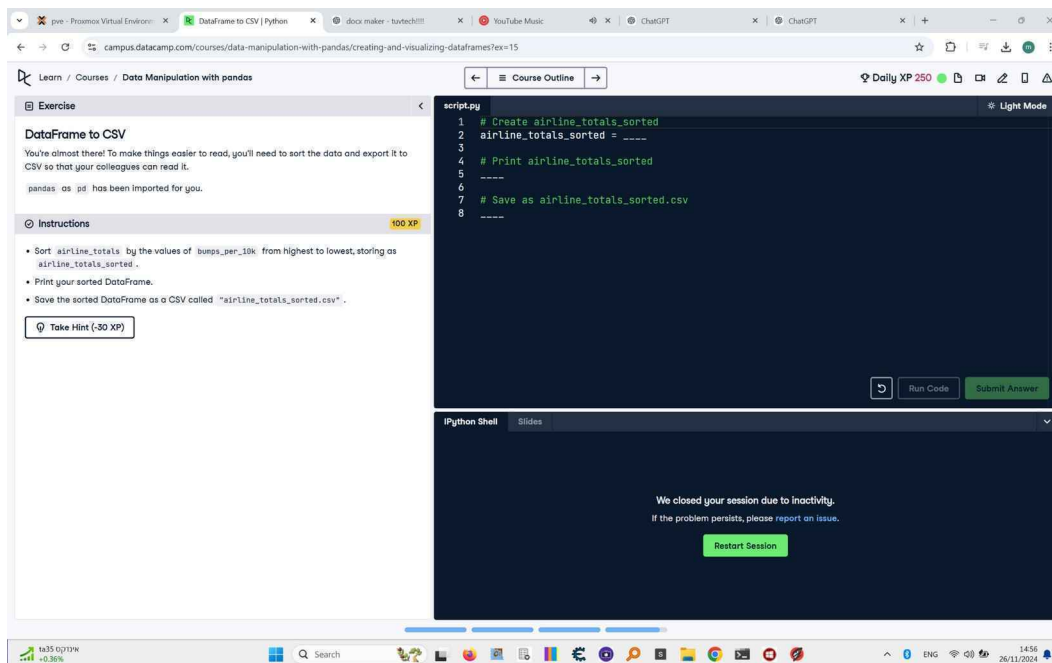 pve - Proxmox Virtual Environm
DataFrame to CSV | Python
docx maker - tuvtech!!!!
YouTube Music
ChatGPT
ChatGPT
campus.datacamp.com/courses/data-manipulation-with-pandas/creating-and-visualizing-dataframes?ex=15
Learn / Courses / Data Manipulation with pandas
Course Outline
Daily XP 250
Exercise
DataFrame to CSV
You're almost there! To make things easier to read, you'll need to sort the data and export it to
CSV so that your colleagues can read it.
pandas as pd has been imported for you.
Instructions
100 XP
• Sort airline_totals by the values of bumps_per_10k from highest to lowest, storing as
airline_totals_sorted .
• Print your sorted DataFrame.
• Save the sorted DataFrame as a CSV called "airline_totals_sorted.csv" .
Take Hint (-30 XP)
script.py
Light Mode
1 # Create airline_totals_sorted
2 airline_totals_sorted = ____
3
4 # Print airline_totals_sorted
5 ____
6
7 # Save as airline_totals_sorted.csv
8 ____
Run Code
Submit Answer
IPython Shell
Slides
We closed your session due to inactivity.
If the problem persists, please report an issue.
Restart Session
ta35 אינדקס
+0.36%
Search
ENG
14:56
26/11/2024